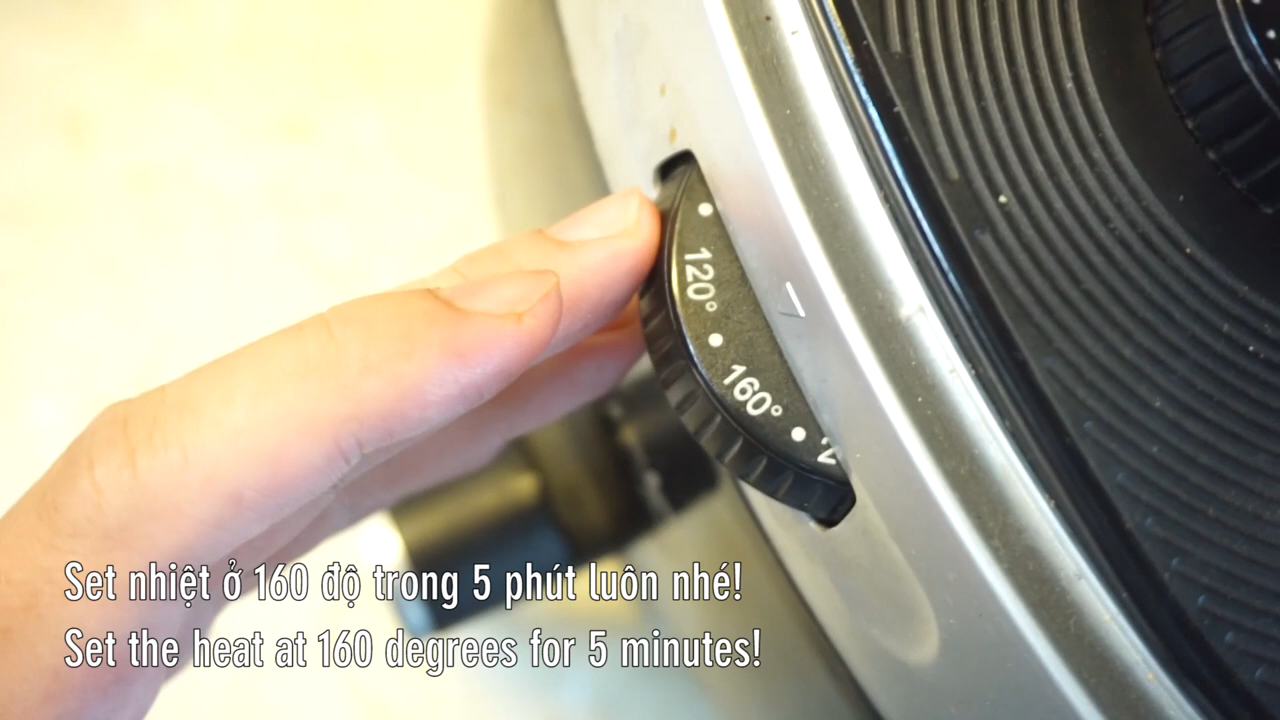 120°
160°
Set nhiệt ở 160 độ trong 5 phút luôn nhé!
Set the heat at 160 degrees for 5 minutes!